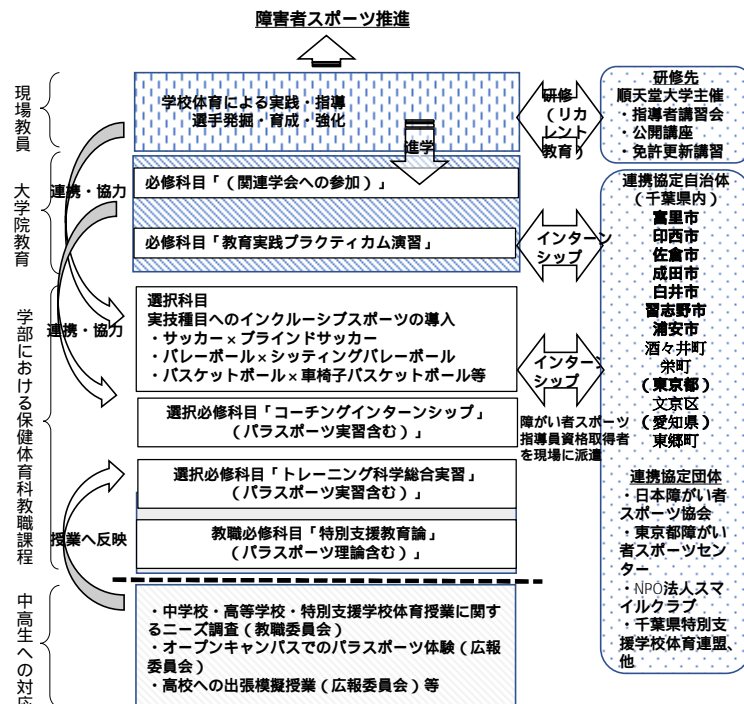 障害者スポーツ推進
現場教員
学校体育による実践・指導
選手発掘・育成・強化
進学
研修
（リカ
レント
教育）
研修先
順天堂大学主催
・指導者講習会
・公開講座
・免許更新講習
大学院教育
連携・協力
必修科目「（関連学会への参加）」
必修科目「教育実践プラクティカム演習」
インターン
シップ
連携協定自治体
（千葉県内）
富里市
印西市
佐倉市
成田市
白井市
習志野市
浦安市
酒々井町
栄町
（東京都）
文京区
（愛知県）
東郷町
連携協定団体
・日本障がい者
スポーツ協会
・東京都障がい
者スポーツセン
ター
・NPO法人スマ
イルクラブ
・千葉県特別支
援学校体育連盟、
他
学部における保健体育科教職課程
連携・協力
選択科目
実技種目へのインクルーシブスポーツの導入
・サッカー×ブラインドサッカー
・バレーボール×シッティングバレーボール
・バスケットボール×車椅子バスケットボール等
インターン
シップ
障がい者スポーツ
指導員資格取得者
を現場に派遣
選択必修科目「コーチングインターンシップ」
（パラスポーツ実習含む）」
選択必修科目「トレーニング科学総合実習」
（パラスポーツ実習含む）」
授業へ反映
教職必修科目「特別支援教育論」
（パラスポーツ理論含む）」
中高生への対応
・中学校・高等学校・特別支援学校体育授業に関す
るニーズ調査（教職委員会）
・オープンキャンパスでのパラスポーツ体験（広報
委員会）
・高校への出張模擬授業（広報委員会）等